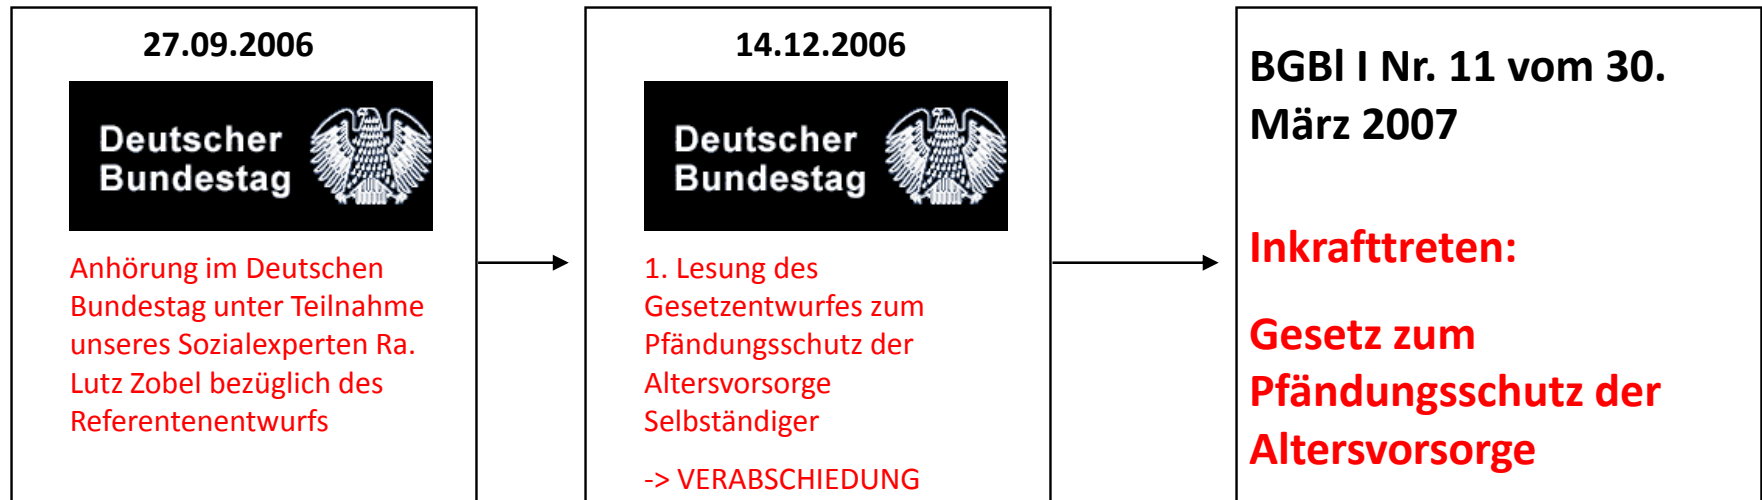 27.09.2006
Deutscher
Bundestag
Anhörung im Deutschen
Bundestag unter Teilnahme
unseres Sozialexperten Ra.
Lutz Zobel bezüglich des
Referentenentwurfs
14.12.2006
Deutscher
Bundestag
1. Lesung des
Gesetzentwurfes zum
Pfändungsschutz der
Altersvorsorge
Selbständiger
-> VERABSCHIEDUNG
BGBl I Nr. 11 vom 30.
März 2007
Inkrafttreten:
Gesetz zum
Pfändungsschutz der
Altersvorsorge